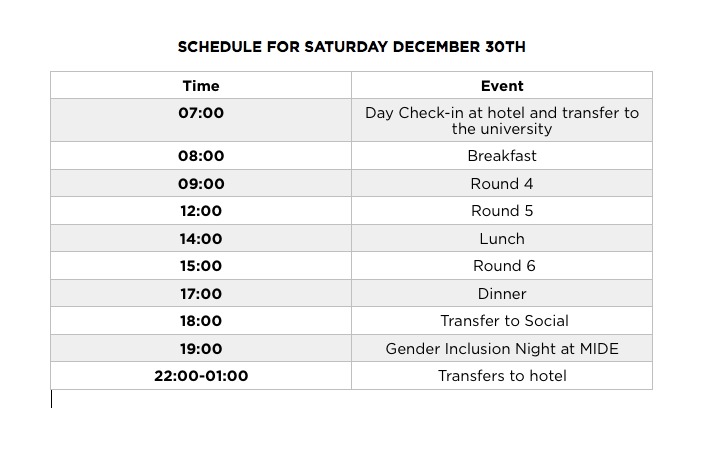 SCHEDULE FOR SATURDAY DECEMBER 30TH
Time Event
07:00 Day Check-in at hotel and transfer to
the university
08:00 Breakfast
09:00 Round 4
12:00 Round 5
14:00 Lunch
15:00 Round 6
17:00 Dinner
18:00 Transfer to Social
19:00 Gender Inclusion Night at MIDE
22:00-01:00 Transfers to hotel